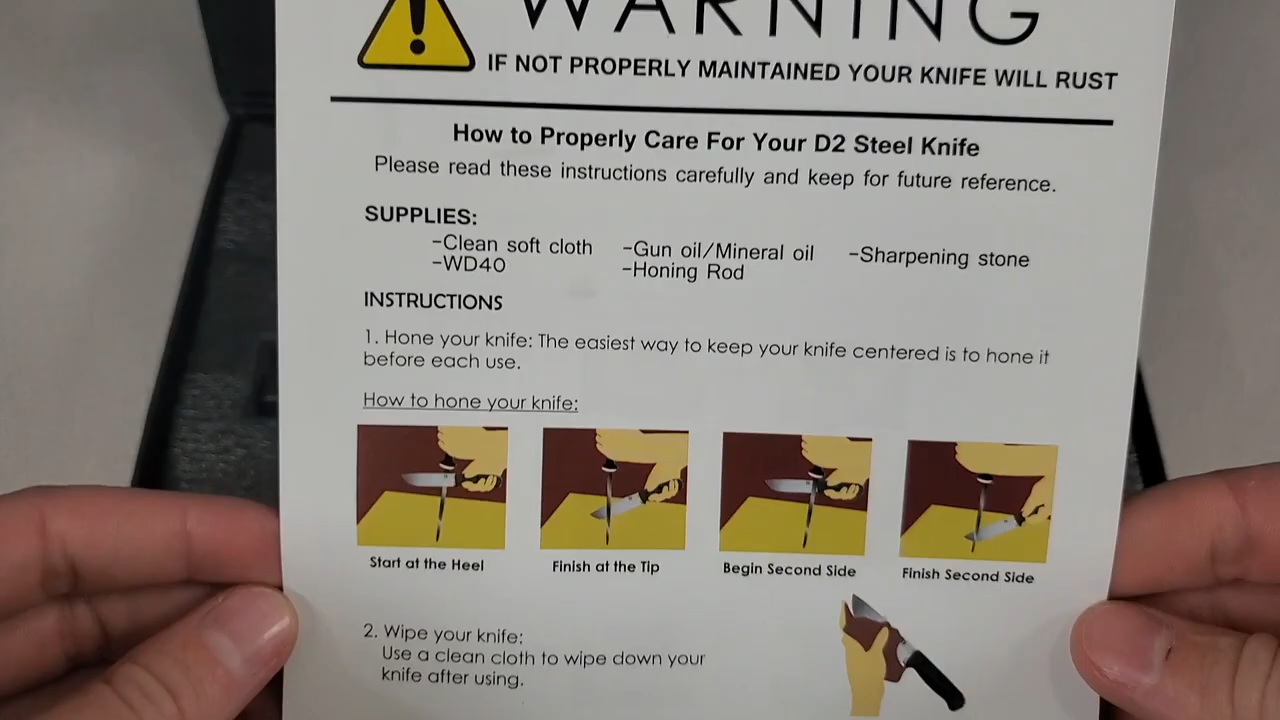 WARNING
IF NOT PROPERLY MAINTAINED YOUR KNIFE WILL RUST
How to Properly Care For Your D2 Steel Knife
Please read these instructions carefully and keep for future reference.
SUPPLIES:
-Clean soft cloth -Gun oil/Mineral oil -Sharpening stone
-WD40 -Honing Rod
INSTRUCTIONS
1. Hone your knife: The easiest way to keep your knife centered is to hone it
before each use.
How to hone your knife:
Start at the Heel Finish at the Tip Begin Second Side Finish Second Side
2. Wipe your knife:
Use a clean cloth to wipe down your
knife after using.